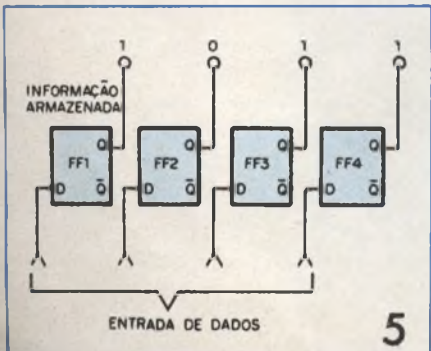 1 0 1 1
INFORMAÇÃO
ARMAZENADA
Q Q Q Q
FF1 FF2 FF3 FF4
D Q̅ D Q̅ D Q̅ D Q̅
ENTRADA DE DADOS
5